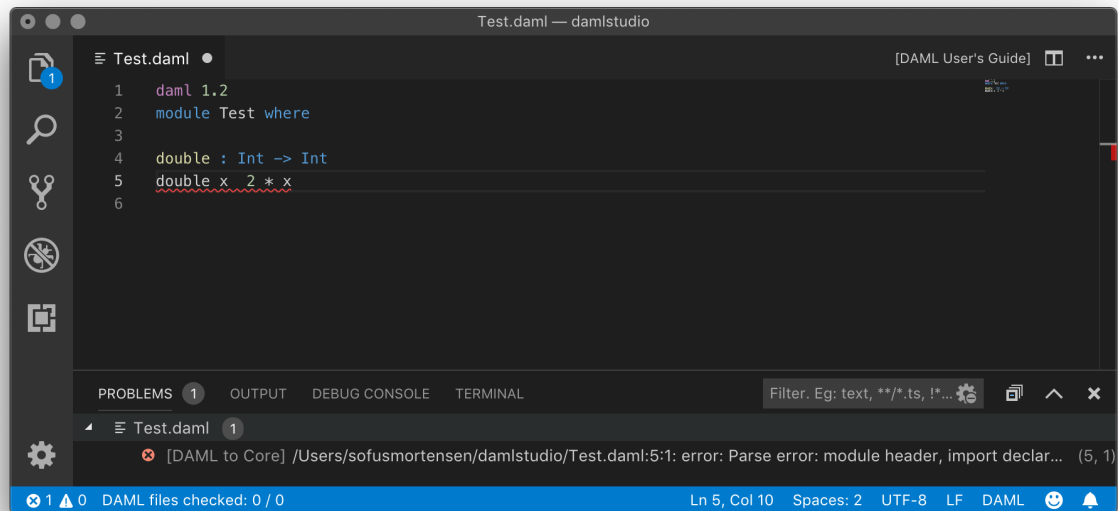 Test.daml — damlstudio
Test.daml
[DAML User's Guide]
1
1 daml 1.2
2 module Test where
3
4 double : Int -> Int
5 double x  2 * x
6
PROBLEMS 1 OUTPUT DEBUG CONSOLE TERMINAL
Filter. Eg: text, **/*.ts, !*...
Test.daml 1
[DAML to Core] /Users/sofusmortensen/damlstudio/Test.daml:5:1: error: Parse error: module header, import declar... (5, 1)
1 0 DAML files checked: 0 / 0
Ln 5, Col 10 Spaces: 2 UTF-8 LF DAML